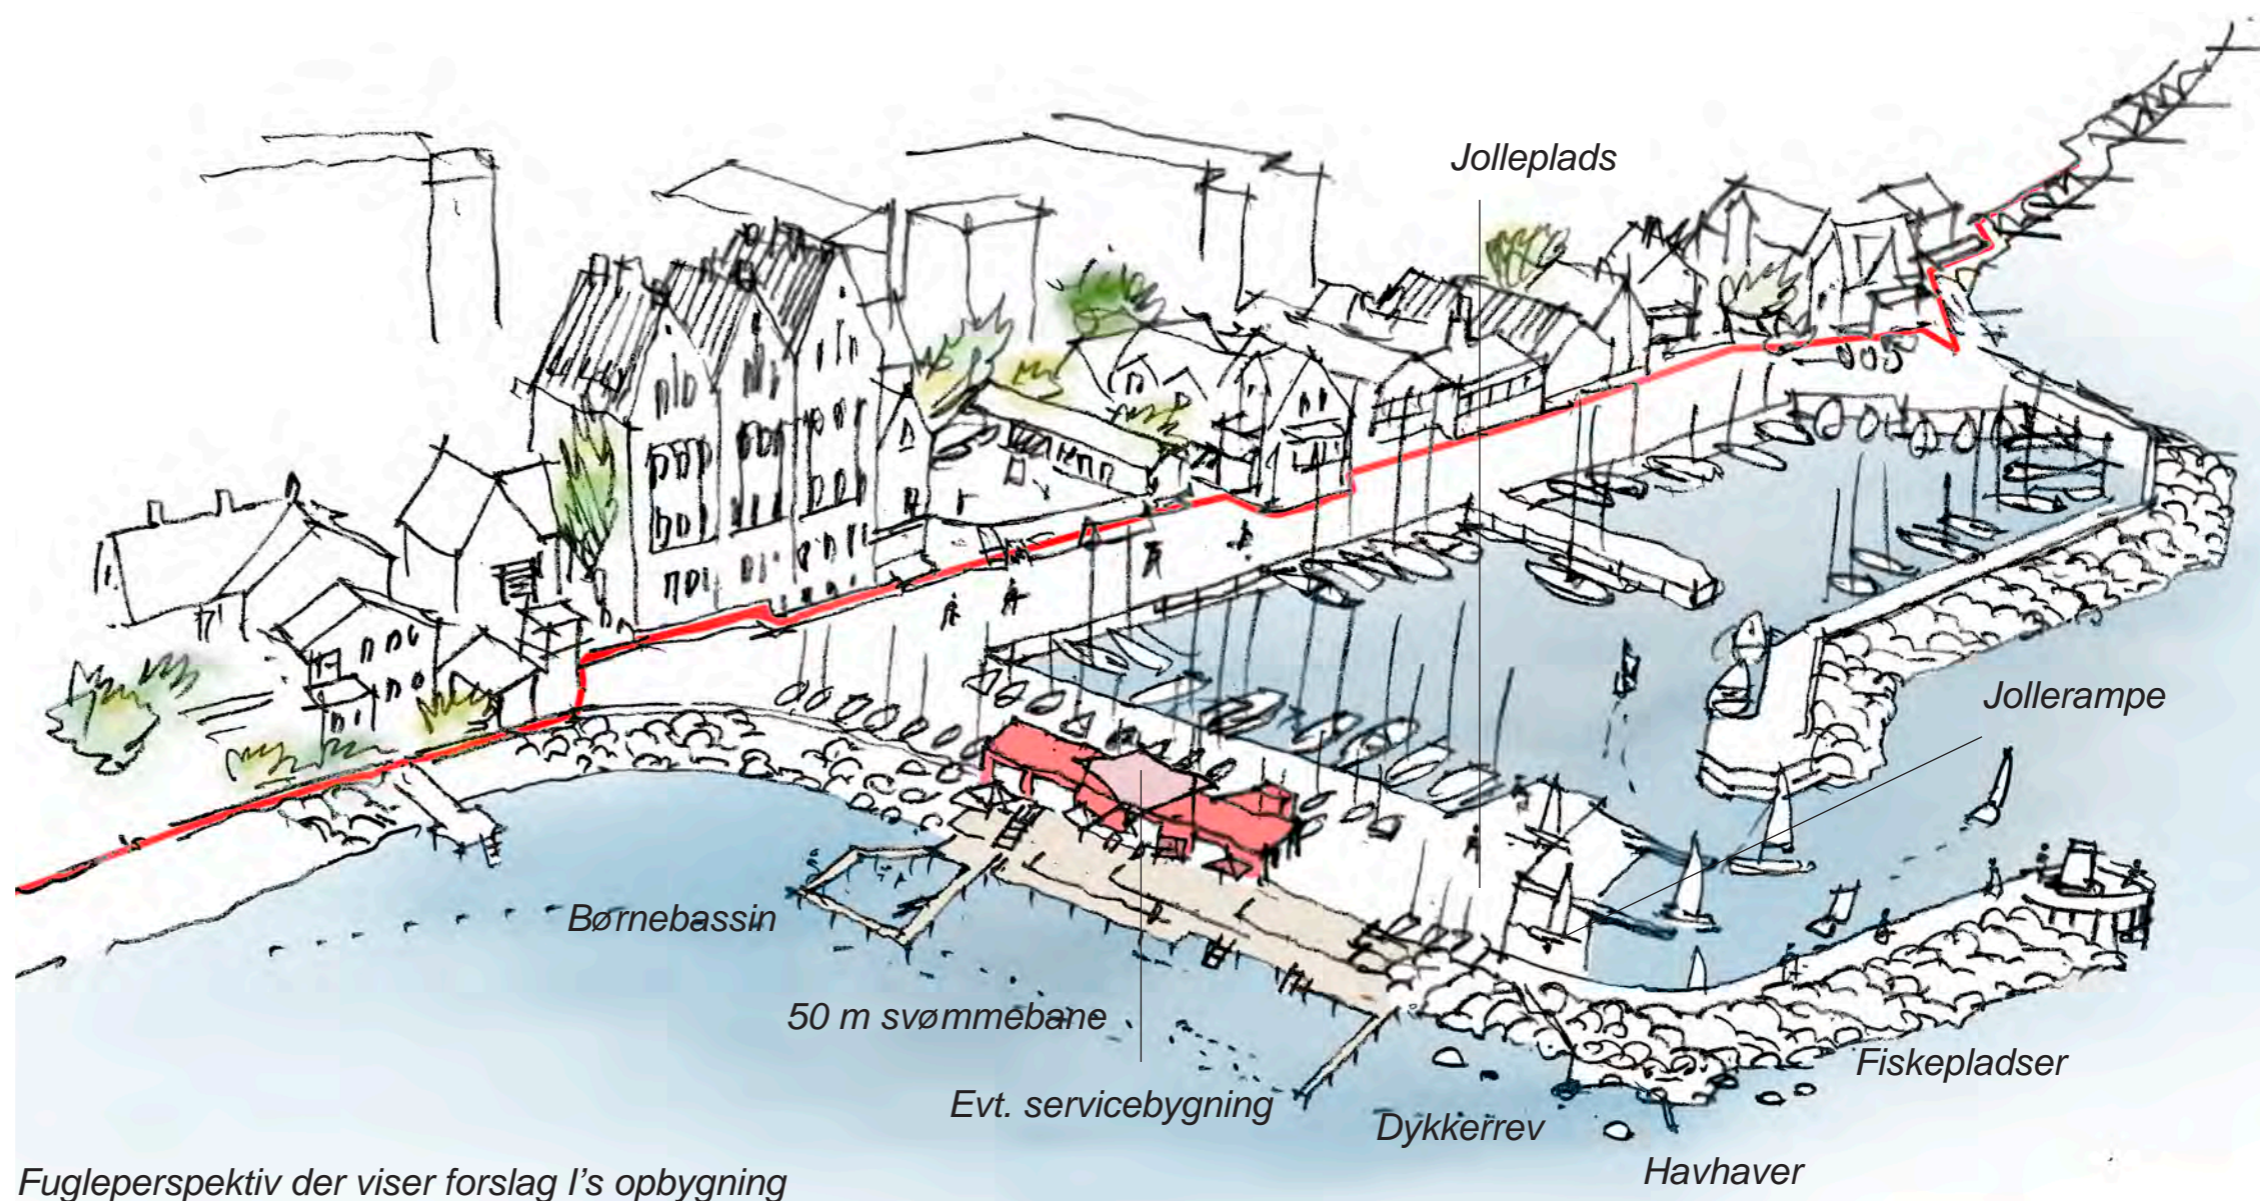 Jolleplads
Jollerampe
Børnebassin
50 m svømmebane
Fiskepladser
Evt. servicebygning
Dykkerrev
Havhaver
Fugleperspektiv der viser forslag I's opbygning